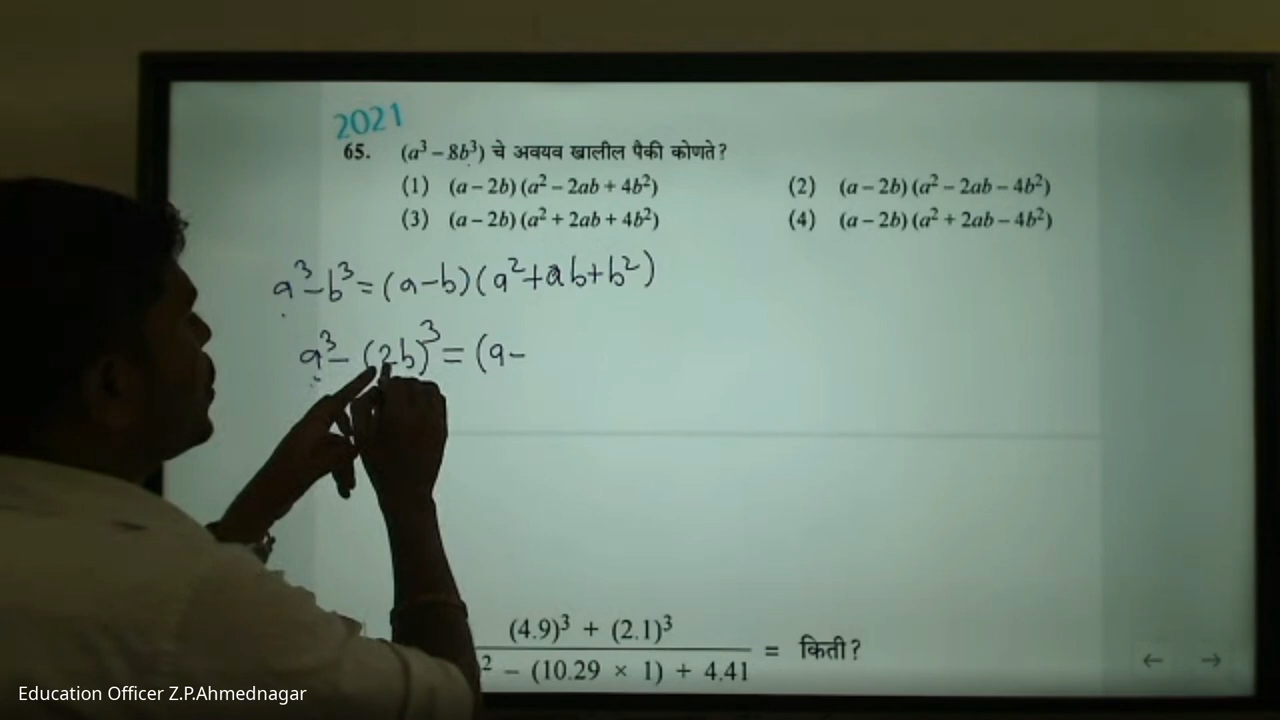 2021
65. (a³ – 8b³) चे अवयव खालील पैकी कोणते?
(1) (a – 2b) (a² – 2ab + 4b²) (2) (a – 2b) (a² – 2ab – 4b²)
(3) (a – 2b) (a² + 2ab + 4b²) (4) (a – 2b) (a² + 2ab – 4b²)
a³-b³=(a-b)(a²+ab+b²)
a³-(2b)³=(a-
(4.9)³ + (2.1)³
² – (10.29 × 1) + 4.41 = किती?
Education Officer Z.P.Ahmednagar